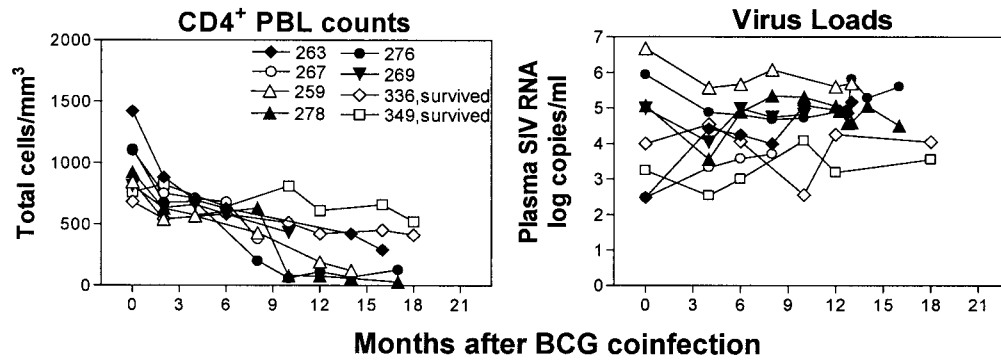 CD4⁺ PBL counts
Total cells/mm³
2000
1500
1000
500
0
263
267
259
278
276
269
336,survived
349,survived
0 3 6 9 12 15 18 21
Virus Loads
Plasma SIV RNA
log copies/ml
7
6
5
4
3
2
1
0
0 3 6 9 12 15 18 21
Months after BCG coinfection